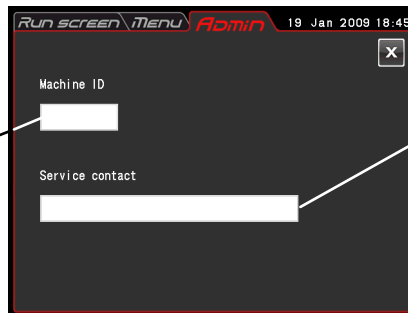 Run screen Menu Admin 19 Jan 2009 18:45
X
Machine ID
Service contact